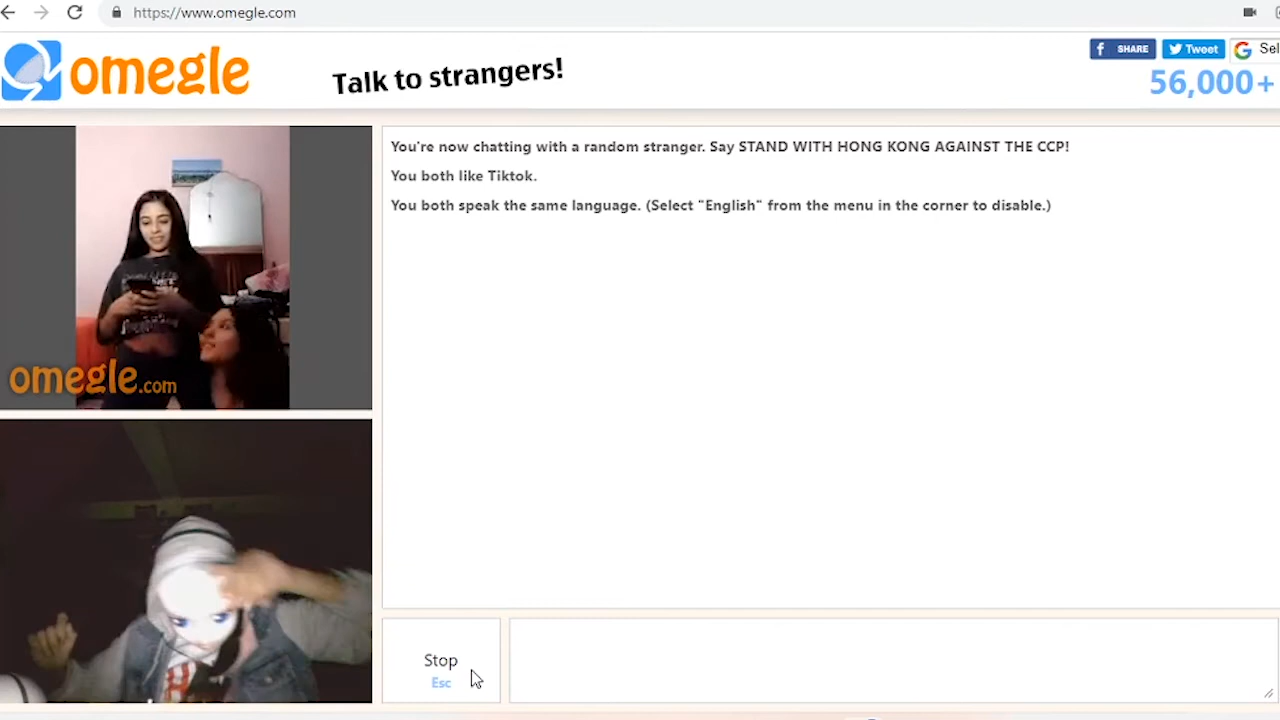 https://www.omegle.com
omegle
Talk to strangers!
SHARE
Tweet
Sel
56,000+
You're now chatting with a random stranger. Say STAND WITH HONG KONG AGAINST THE CCP!
You both like Tiktok.
You both speak the same language. (Select "English" from the menu in the corner to disable.)
omegle.com
Stop
Esc